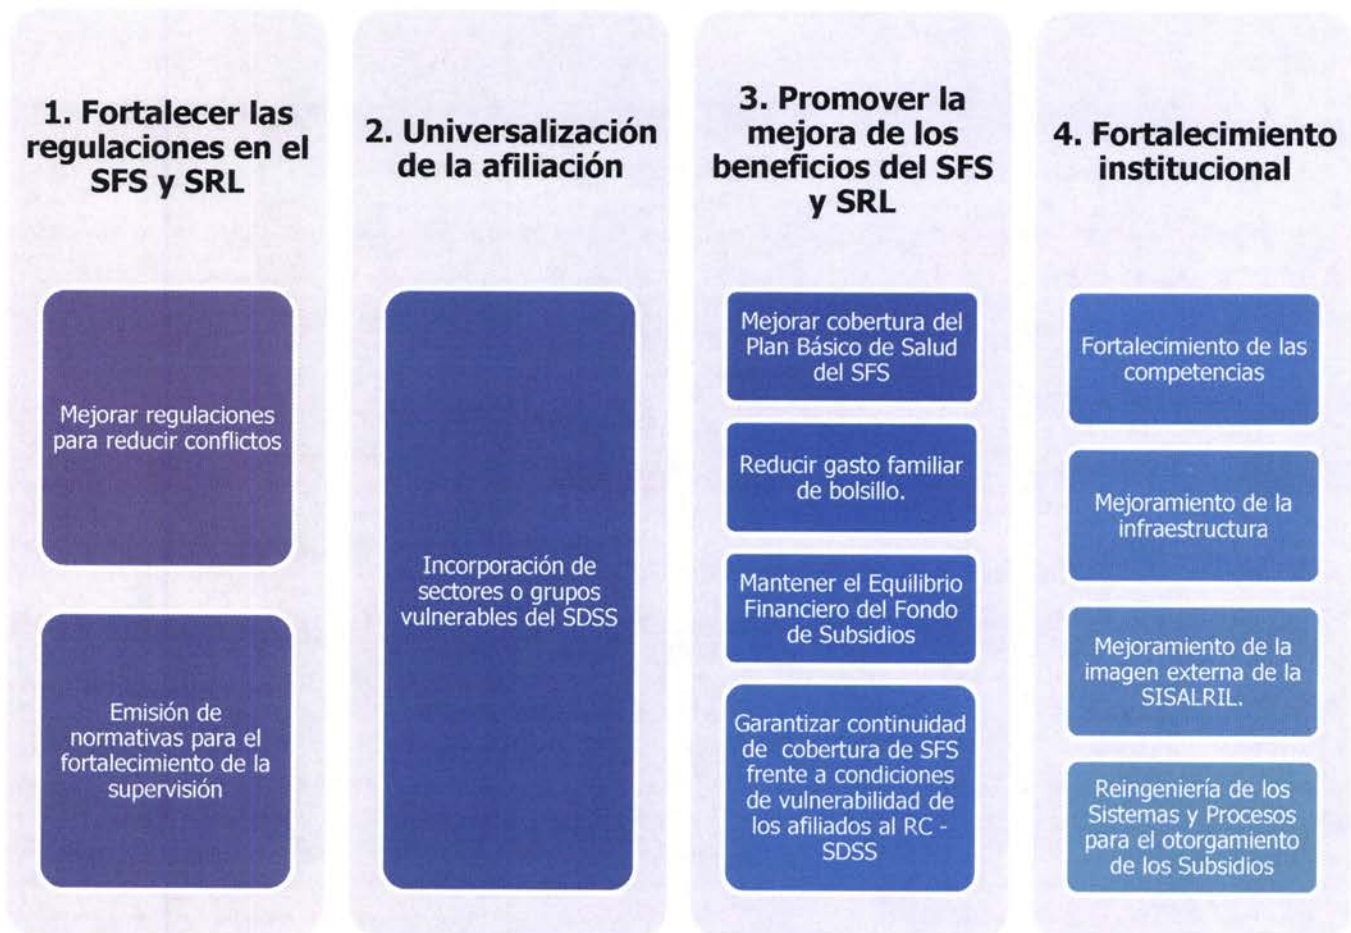 1. Fortalecer las
regulaciones en el
SFS y SRL
Mejorar regulaciones
para reducir conflictos
Emisión de
normativas para el
fortalecimiento de la
supervisión
2. Universalización
de la afiliación
Incorporación de
sectores o grupos
vulnerables del SDSS
3. Promover la
mejora de los
beneficios del SFS
y SRL
Mejorar cobertura del
Plan Básico de Salud
del SFS
Reducir gasto familiar
de bolsillo.
Mantener el Equilibrio
Financiero del Fondo
de Subsidios
Garantizar continuidad
de cobertura de SFS
frente a condiciones
de vulnerabilidad de
los afiliados al RC -
SDSS
4. Fortalecimiento
institucional
Fortalecimiento de las
competencias
Mejoramiento de la
infraestructura
Mejoramiento de la
imagen externa de la
SISALRIL.
Reingeniería de los
Sistemas y Procesos
para el otorgamiento
de los Subsidios